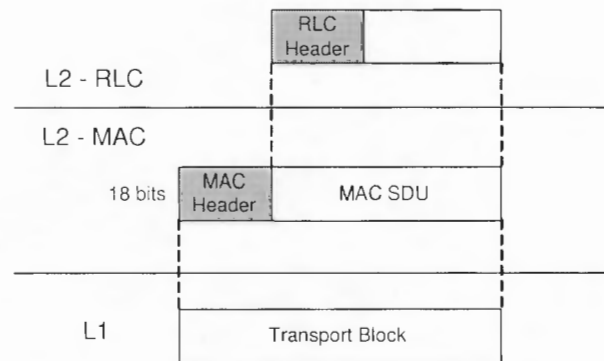 RLC
Header
L2 - RLC
L2 - MAC
18 bits
MAC
Header
MAC SDU
L1
Transport Block